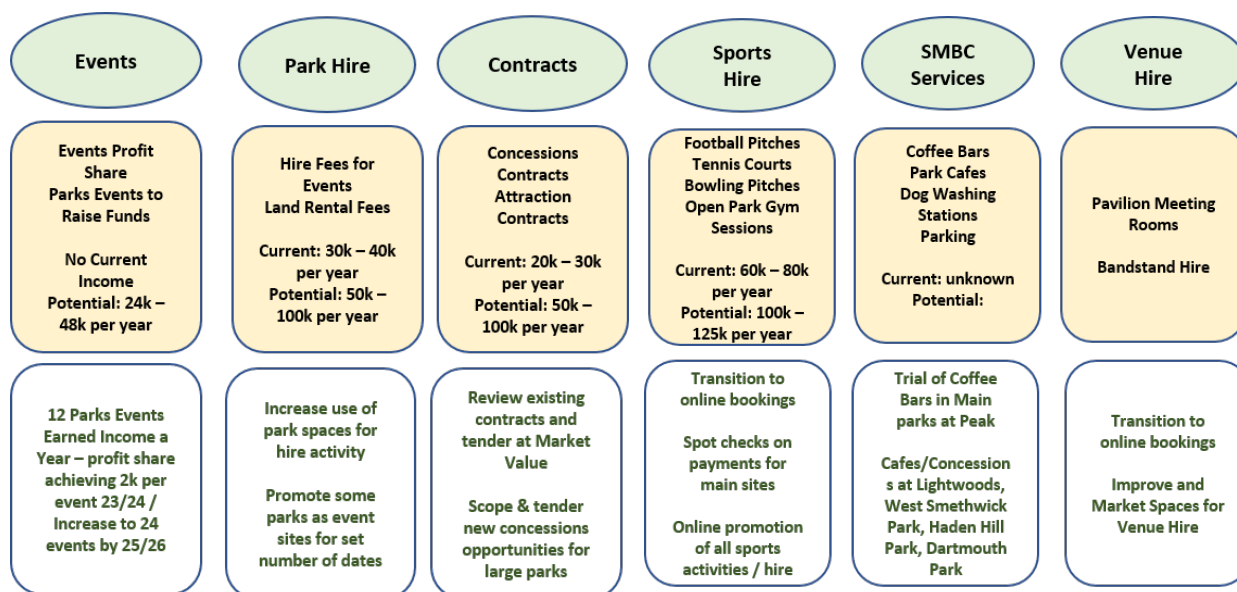 Events
Park Hire
Contracts
Sports
Hire
SMBC
Services
Venue
Hire
Events Profit
Share
Parks Events to
Raise Funds
No Current
Income
Potential: 24k –
48k per year
Hire Fees for
Events
Land Rental Fees
Current: 30k – 40k
per year
Potential: 50k –
100k per year
Concessions
Contracts
Attraction
Contracts
Current: 20k – 30k
per year
Potential: 50k –
100k per year
Football Pitches
Tennis Courts
Bowling Pitches
Open Park Gym
Sessions
Current: 60k – 80k
per year
Potential: 100k –
125k per year
Coffee Bars
Park Cafes
Dog Washing
Stations
Parking
Current: unknown
Potential:
Pavilion Meeting
Rooms
Bandstand Hire
12 Parks Events
Earned Income a
Year – profit share
achieving 2k per
event 23/24 /
Increase to 24
events by 25/26
Increase use of
park spaces for
hire activity
Promote some
parks as event
sites for set
number of dates
Review existing
contracts and
tender at Market
Value
Scope & tender
new concessions
opportunities for
large parks
Transition to
online bookings
Spot checks on
payments for
main sites
Online promotion
of all sports
activities / hire
Trial of Coffee
Bars in Main
parks at Peak
Cafes/Concession
s at Lightwoods,
West Smethwick
Park, Haden Hill
Park, Dartmouth
Park
Transition to
online bookings
Improve and
Market Spaces for
Venue Hire